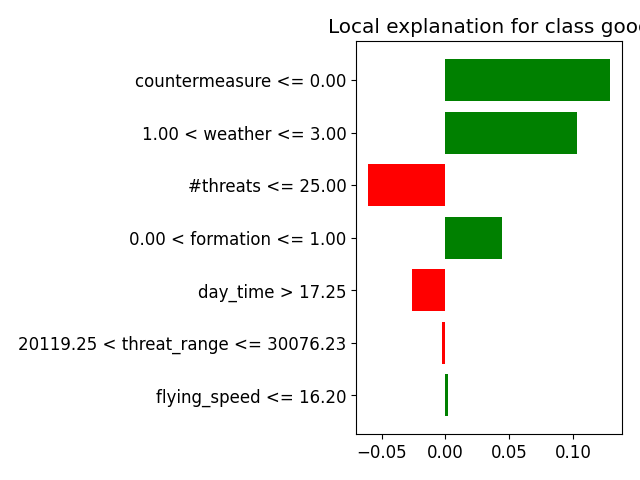 Local explanation for class good
countermeasure <= 0.00
1.00 < weather <= 3.00
#threats <= 25.00
0.00 < formation <= 1.00
day_time > 17.25
20119.25 < threat_range <= 30076.23
flying_speed <= 16.20
−0.05 0.00 0.05 0.10